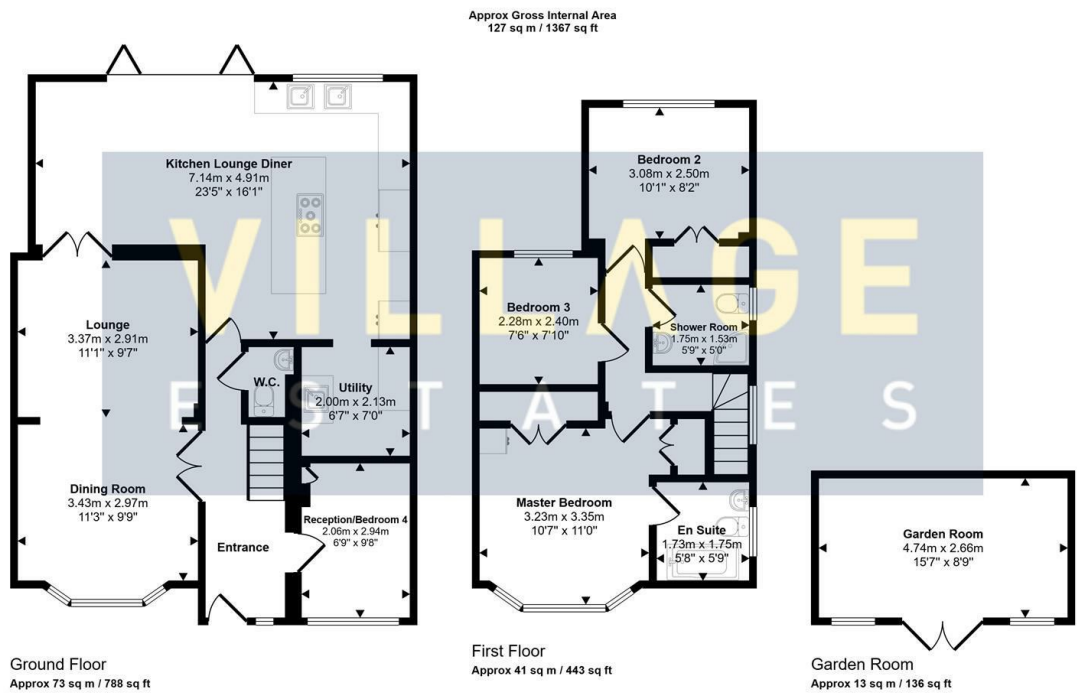 Approx Gross Internal Area
127 sq m / 1367 sq ft
Kitchen Lounge Diner
7.14m x 4.91m
23'5" x 16'1"
Lounge
3.37m x 2.91m
11'1" x 9'7"
W.C.
Utility
2.00m x 2.13m
6'7" x 7'0"
Dining Room
3.43m x 2.97m
11'3" x 9'9"
Entrance
Reception/Bedroom 4
2.06m x 2.94m
6'9" x 9'8"
Ground Floor
Approx 73 sq m / 788 sq ft
Bedroom 2
3.08m x 2.50m
10'1" x 8'2"
Bedroom 3
2.28m x 2.40m
7'6" x 7'10"
Shower Room
1.75m x 1.53m
5'9" x 5'0"
Master Bedroom
3.23m x 3.35m
10'7" x 11'0"
En Suite
1.73m x 1.75m
5'8" x 5'9"
First Floor
Approx 41 sq m / 443 sq ft
Garden Room
4.74m x 2.66m
15'7" x 8'9"
Garden Room
Approx 13 sq m / 136 sq ft
VILLAGE
ESTATES